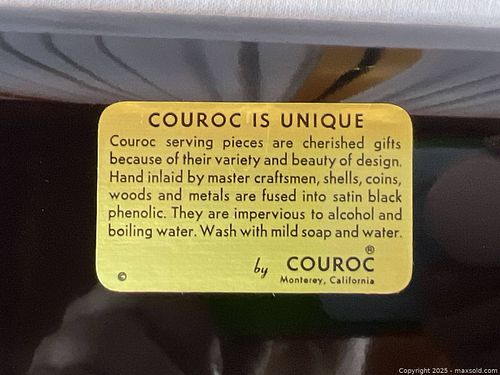 COUROC IS UNIQUE
Couroc serving pieces are cherished gifts
because of their variety and beauty of design.
Hand inlaid by master craftsmen, shells, coins,
woods and metals are fused into satin black
phenolic. They are impervious to alcohol and
boiling water. Wash with mild soap and water.
by COUROC®
Monterey, California
©
Copyright 2025 - maxsold.com